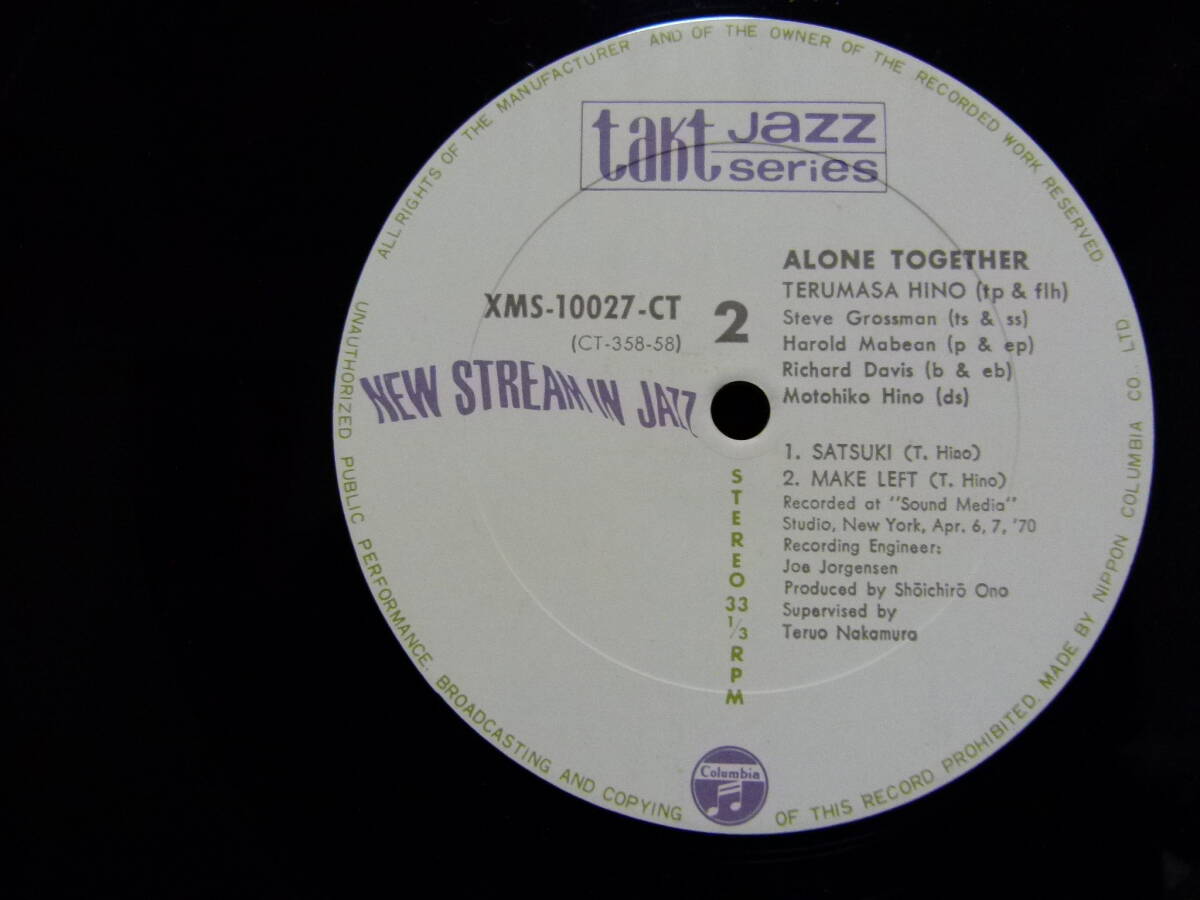 ALL RIGHTS OF THE MANUFACTURER AND OF THE OWNER OF THE RECORDED WORK RESERVED.
takt jazz series
XMS-10027-CT
(CT-358-58)
2
NEW STREAM IN JAZZ
ALONE TOGETHER
TERUMASA HINO (tp & flh)
Steve Grossman (ts & ss)
Harold Mabean (p & ep)
Richard Davis (b & eb)
Motohiko Hino (ds)
1. SATSUKI (T. Hino)
2. MAKE LEFT (T. Hino)
Recorded at "Sound Media"
Studio, New York, Apr. 6, 7, '70
Recording Engineer:
Joe Jorgensen
Produced by Shōichirō Ono
Supervised by
Teruo Nakamura
STEREO 33 1/3 RPM
Columbia
UNAUTHORIZED PUBLIC PERFORMANCE, BROADCASTING AND COPYING OF THIS RECORD PROHIBITED. MADE BY NIPPON COLUMBIA CO., LTD.